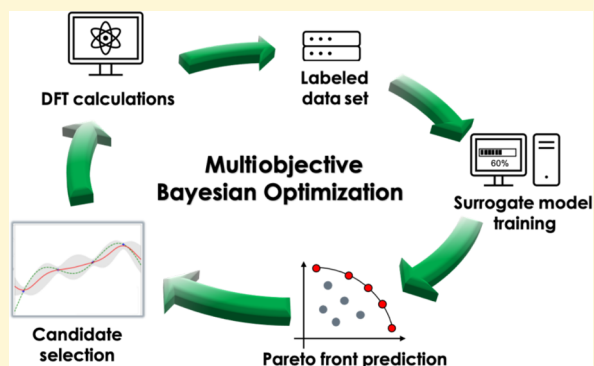 DFT calculations
Labeled
data set
Multiobjective
Bayesian Optimization
60%
Surrogate model
training
Candidate
selection
Pareto front prediction